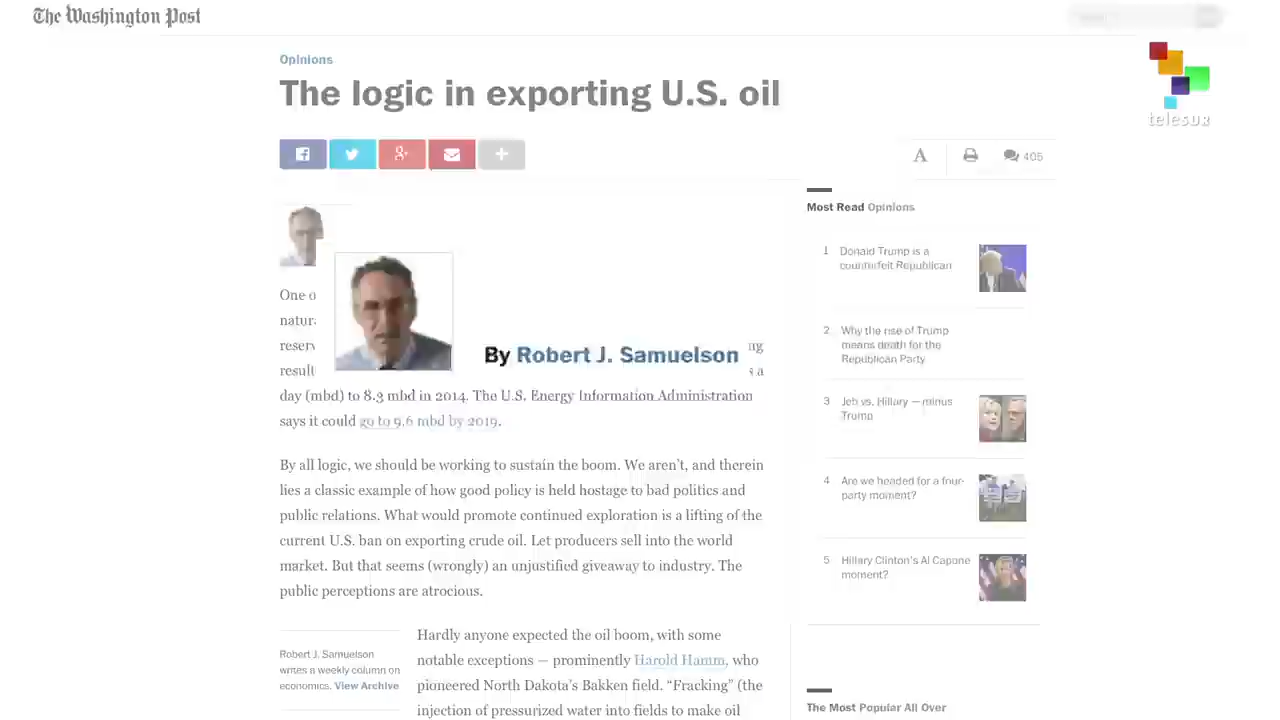 The Washington Post
telesur
Opinions
The logic in exporting U.S. oil
A
405
One o
natur
reserv
result
ng
s a
By Robert J. Samuelson
day (mbd) to 8.3 mbd in 2014. The U.S. Energy Information Administration
says it could go to 9.6 mbd by 2019.
By all logic, we should be working to sustain the boom. We aren't, and therein
lies a classic example of how good policy is held hostage to bad politics and
public relations. What would promote continued exploration is a lifting of the
current U.S. ban on exporting crude oil. Let producers sell into the world
market. But that seems (wrongly) an unjustified giveaway to industry. The
public perceptions are atrocious.
Robert J. Samuelson
writes a weekly column on
economics. View Archive
Hardly anyone expected the oil boom, with some
notable exceptions — prominently Harold Hamm, who
pioneered North Dakota's Bakken field. "Fracking" (the
injection of pressurized water into fields to make oil
Most Read Opinions
1 Donald Trump is a
counterfeit Republican
2 Why the rise of Trump
means death for the
Republican Party
3 Jeb vs. Hillary — minus
Trump
4 Are we headed for a four-
party moment?
5 Hillary Clinton's Al Capone
moment?
The Most Popular All Over